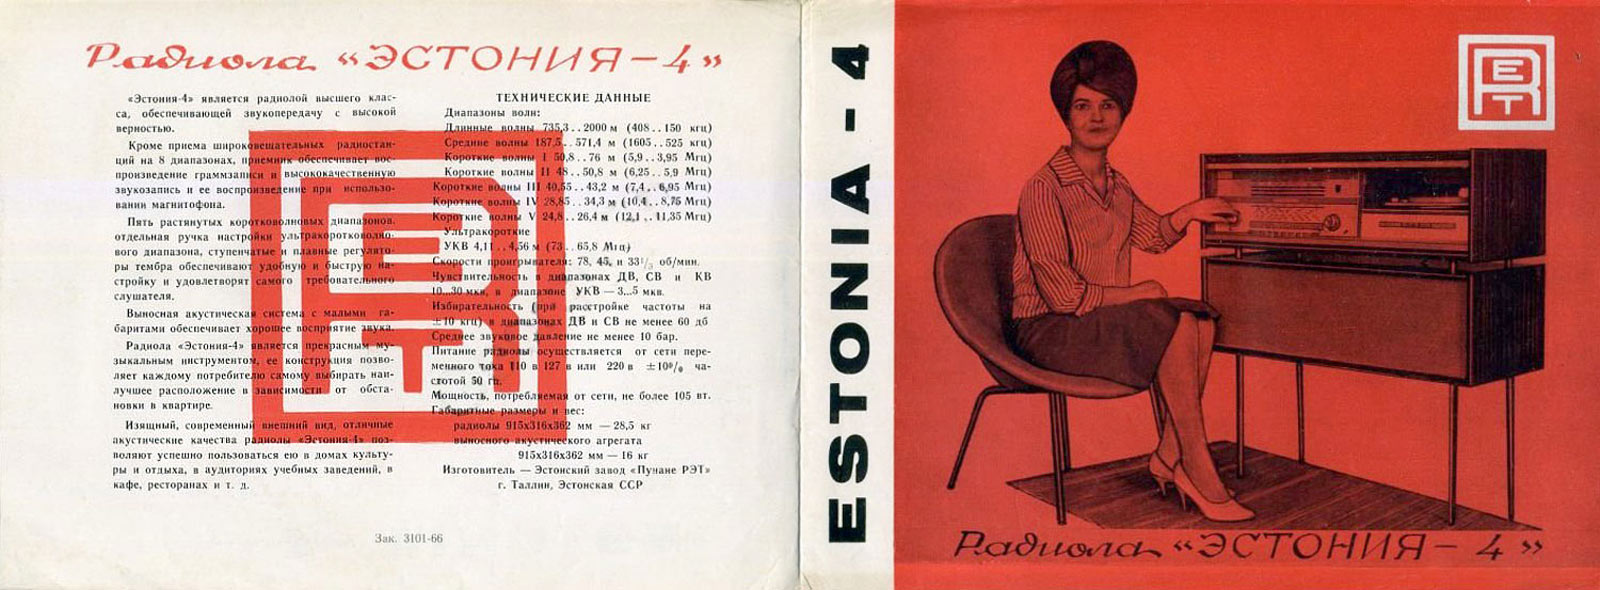 Радиола «ЭСТОНИЯ–4»
«Эстония-4» является радиолой высшего клас-
са, обеспечивающей звукопередачу с высокой
верностью.
Кроме приема широковещательных радиостан-
ций на 8 диапазонах, приемник обеспечивает вос-
произведение граммзаписи и высококачественную
звукозапись и ее воспроизведение при использо-
вании магнитофона.
Пять растянутых коротковолновых диапазонов,
отдельная ручка настройки ультракоротковолно-
вого диапазона, ступенчатые и плавные регулято-
ры тембра обеспечивают удобную и быструю на-
стройку и удовлетворят самого требовательного
слушателя.
Выносная акустическая система с малыми га-
баритами обеспечивает хорошее восприятие звука.
Радиола «Эстония-4» является прекрасным му-
зыкальным инструментом, ее конструкция позво-
ляет каждому потребителю самому выбирать наи-
лучшее расположение в зависимости от обста-
новки в квартире.
Изящный, современный внешний вид, отличные
акустические качества радиолы «Эстония-4» поз-
воляют успешно пользоваться ею в домах культу-
ры и отдыха, в аудиториях учебных заведений, в
кафе, ресторанах и т. д.
ТЕХНИЧЕСКИЕ ДАННЫЕ
Диапазоны волн:
Длинные волны 735,3..2000 м (408..150 кгц)
Средние волны 187,5..571,4 м (1605..525 кгц)
Короткие волны I 50,8..76 м (5,9..3,95 Мгц)
Короткие волны II 48..50,8 м (6,25..5,9 Мгц)
Короткие волны III 40,55..43,2 м (7,4..6,95 Мгц)
Короткие волны IV 28,85..34,3 м (10,4..8,75 Мгц)
Короткие волны V 24,8..26,4 м (12,1..11,35 Мгц)
Ультракороткие
УКВ 4,11..4,56 м (73..65,8 Мгц)
Скорости проигрывателя: 78, 45, и 33 1/3 об/мин.
Чувствительность в диапазонах ДВ, СВ и КВ
10...30 мкв, в диапазоне УКВ — 3...5 мкв.
Избирательность (при расстройке частоты на
±10 кгц) в диапазонах ДВ и СВ не менее 60 дб
Среднее звуковое давление не менее 10 бар.
Питание радиолы осуществляется от сети пере-
менного тока 110 в 127 в или 220 в ±10% ча-
стотой 50 гц.
Мощность, потребляемая от сети, не более 105 вт.
Габаритные размеры и вес:
радиолы 915х316х362 мм — 28,5 кг
выносного акустического агрегата
915х316х362 мм — 16 кг
Изготовитель — Эстонский завод «Пунане РЭТ»
г. Таллин, Эстонская ССР
RET
Зак. 3101-66
ESTONIA - 4
RET
Радиола «ЭСТОНИЯ – 4»